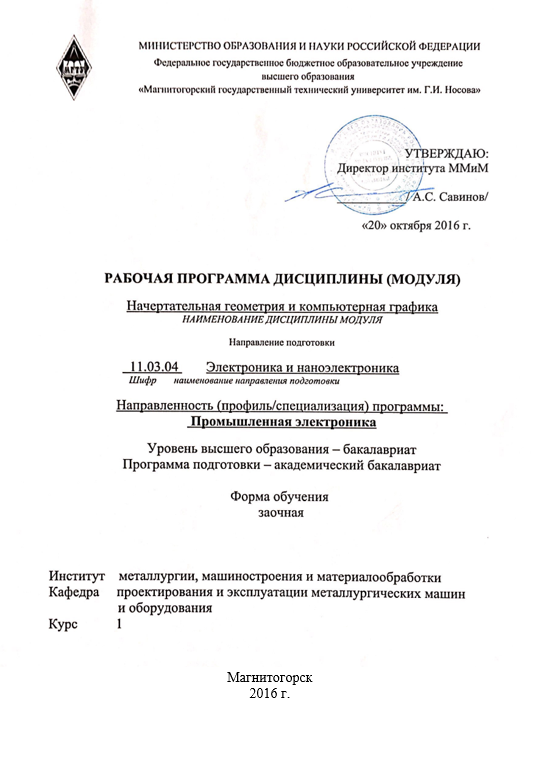 МГТУ
МИНИСТЕРСТВО ОБРАЗОВАНИЯ И НАУКИ РОССИЙСКОЙ ФЕДЕРАЦИИ
Федеральное государственное бюджетное образовательное учреждение
высшего образования
«Магнитогорский государственный технический университет им. Г.И. Носова»
УТВЕРЖДАЮ:
Директор института ММиМ
/ А.С. Савинов/
«20» октября 2016 г.
РАБОЧАЯ ПРОГРАММА ДИСЦИПЛИНЫ (МОДУЛЯ)
Начертательная геометрия и компьютерная графика
НАИМЕНОВАНИЕ ДИСЦИПЛИНЫ МОДУЛЯ
Направление подготовки
11.03.04 Электроника и наноэлектроника
Шифр наименование направления подготовки
Направленность (профиль/специализация) программы:
Промышленная электроника
Уровень высшего образования – бакалавриат
Программа подготовки – академический бакалавриат
Форма обучения
заочная
Институт металлургии, машиностроения и материалообработки
Кафедра проектирования и эксплуатации металлургических машин
и оборудования
Курс 1
Магнитогорск
2016 г.